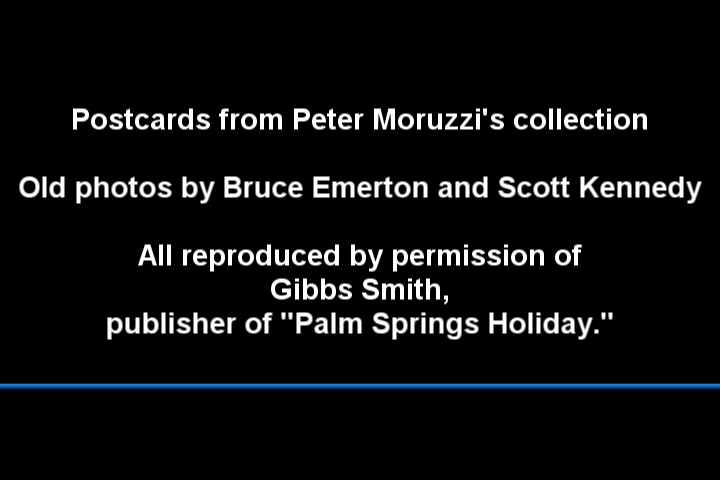 Postcards from Peter Moruzzi's collection
Old photos by Bruce Emerton and Scott Kennedy
All reproduced by permission of
Gibbs Smith,
publisher of "Palm Springs Holiday."